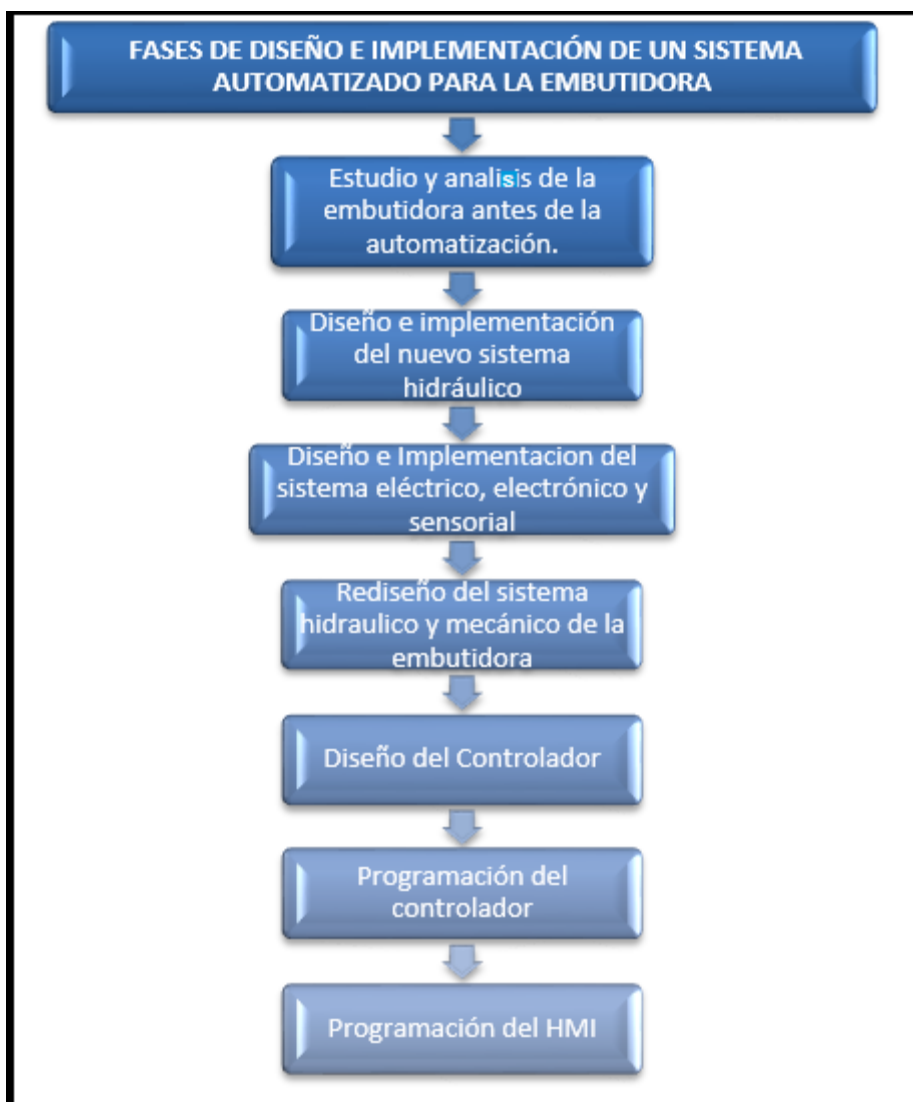 FASES DE DISEÑO E IMPLEMENTACIÓN DE UN SISTEMA
AUTOMATIZADO PARA LA EMBUTIDORA
Estudio y analisis de la
embutidora antes de la
automatización.
Diseño e implementación
del nuevo sistema
hidráulico
Diseño e Implementacion del
sistema eléctrico, electrónico y
sensorial
Rediseño del sistema
hidraulico y mecánico de la
embutidora
Diseño del Controlador
Programación del
controlador
Programación del HMI